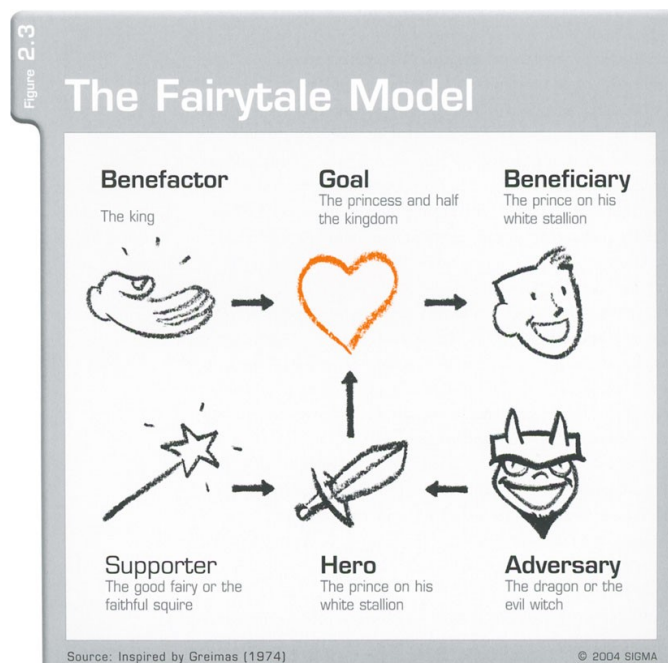 Figure 2.3
The Fairytale Model
Benefactor
The king
Goal
The princess and half
the kingdom
Beneficiary
The prince on his
white stallion
Supporter
The good fairy or the
faithful squire
Hero
The prince on his
white stallion
Adversary
The dragon or the
evil witch
Source: Inspired by Greimas (1974)
© 2004 SIGMA